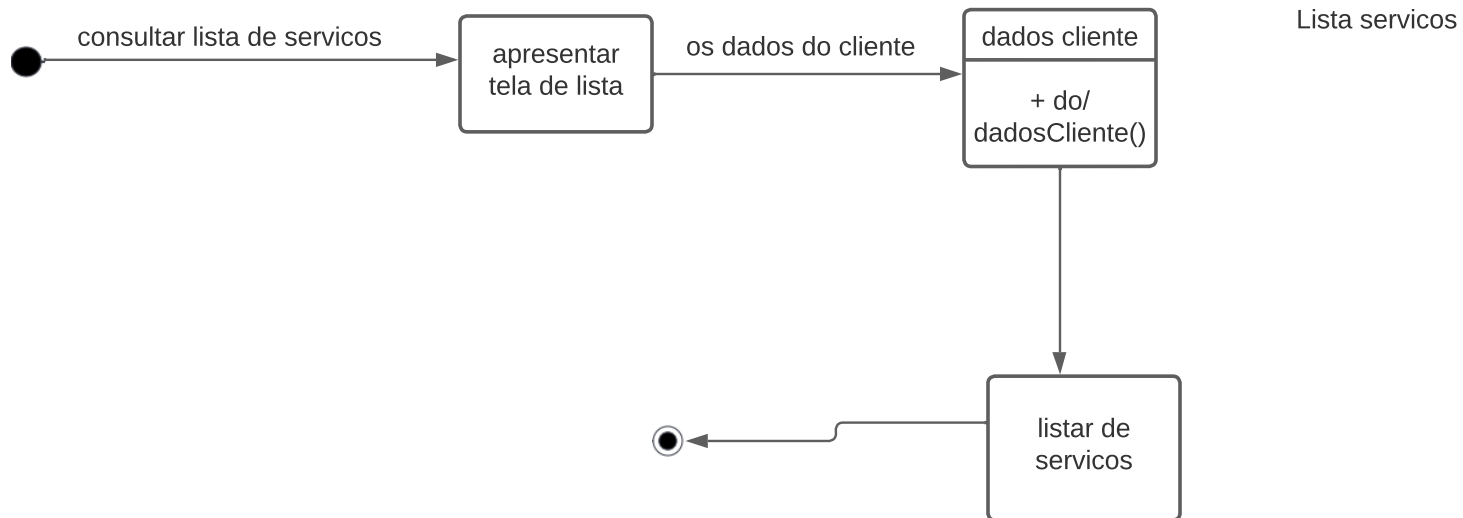 consultar lista de servicos
apresentar
tela de lista
os dados do cliente
dados cliente
+ do/
dadosCliente()
Lista servicos
listar de
servicos